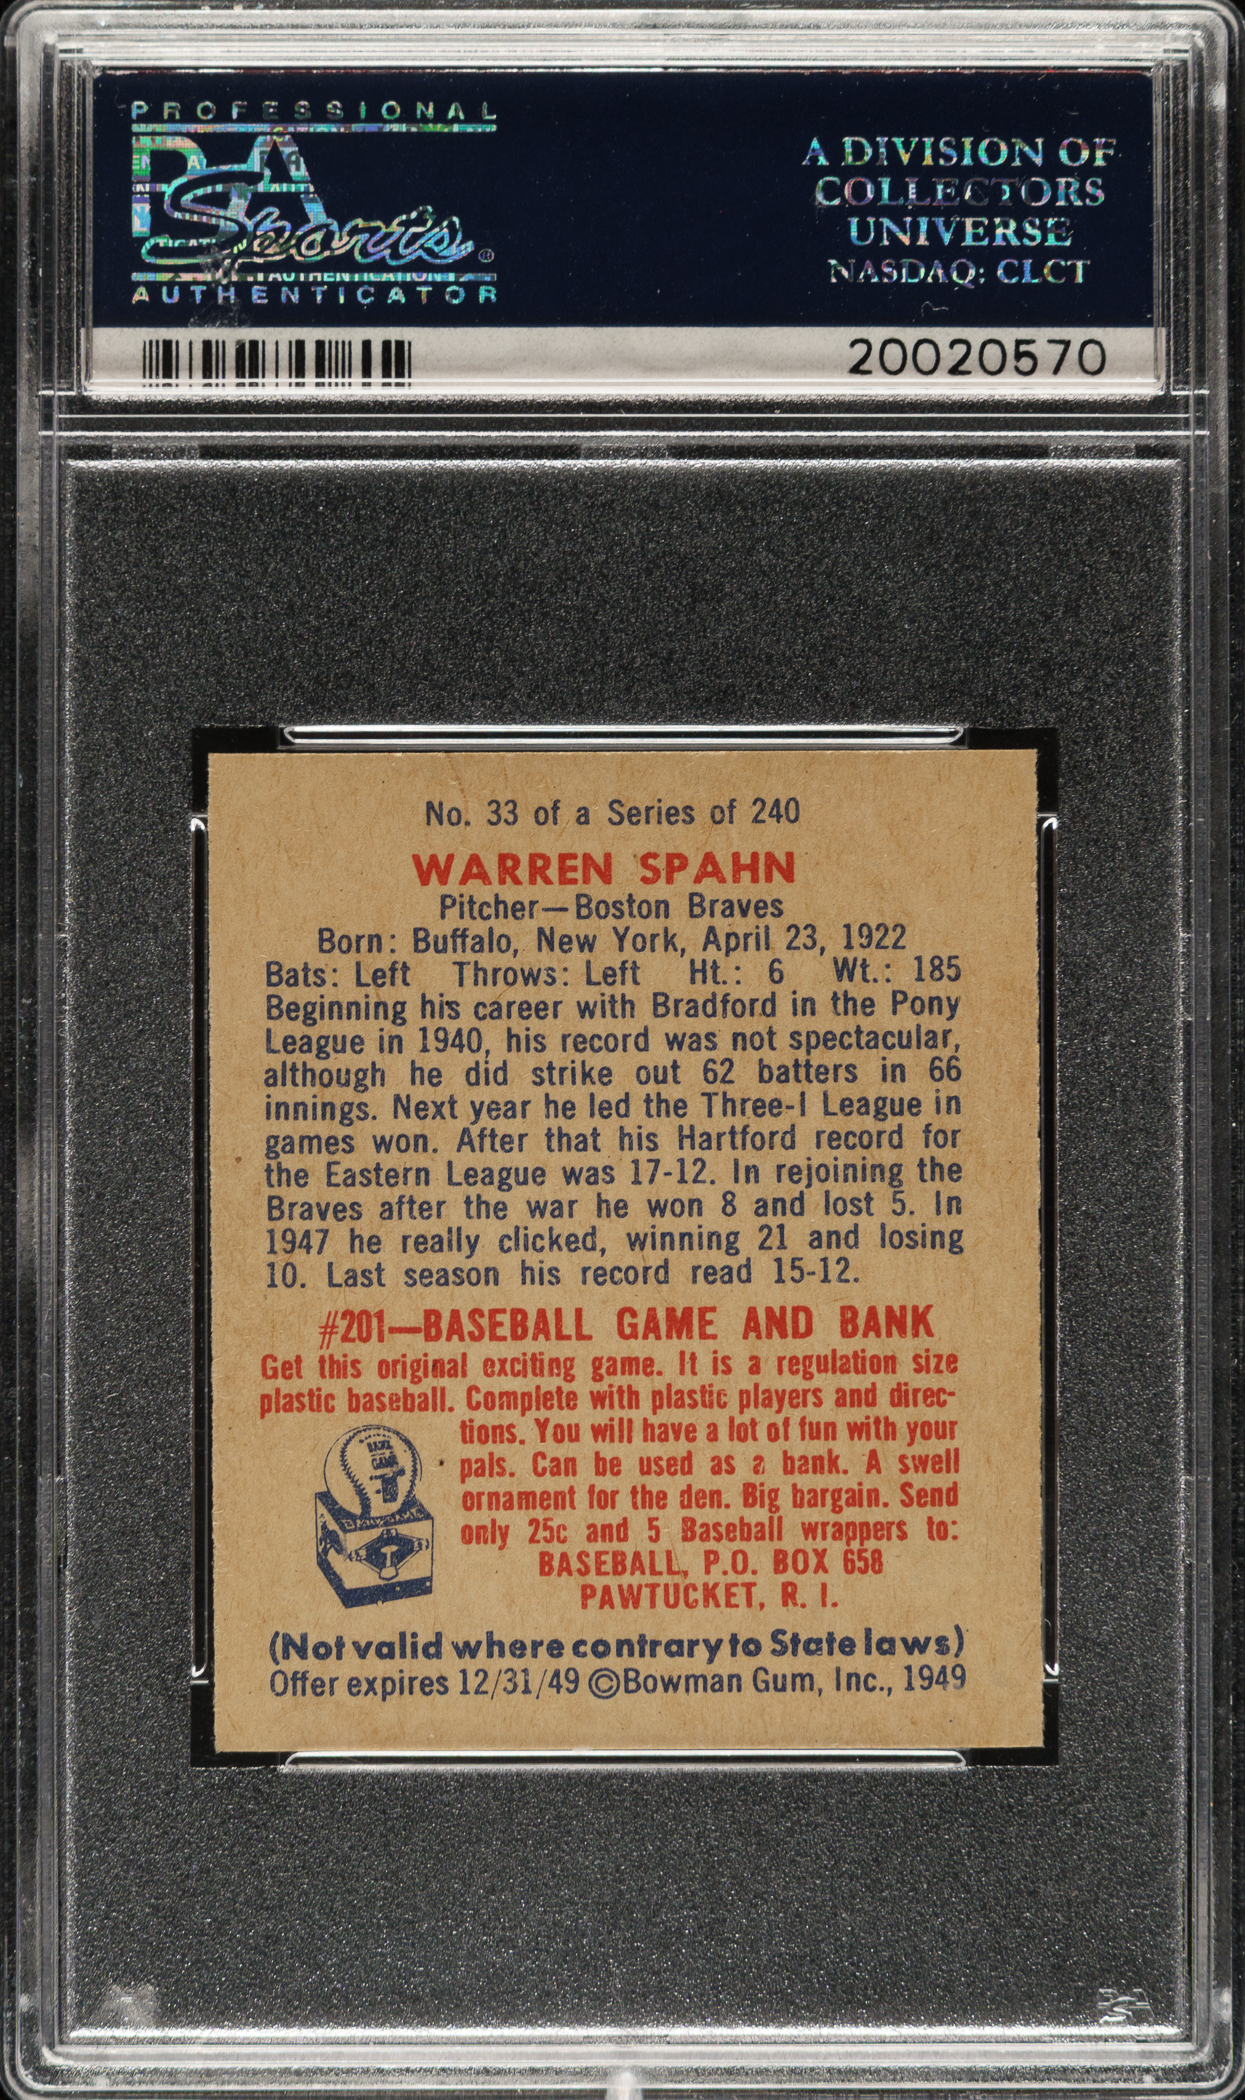 PROFESSIONAL
PSA
Sports®
AUTHENTICATION
AUTHENTICATOR
A DIVISION OF
COLLECTORS
UNIVERSE
NASDAQ: CLCT
20020570
No. 33 of a Series of 240
WARREN SPAHN
Pitcher—Boston Braves
Born: Buffalo, New York, April 23, 1922
Bats: Left Throws: Left Ht.: 6 Wt.: 185
Beginning his career with Bradford in the Pony
League in 1940, his record was not spectacular,
although he did strike out 62 batters in 66
innings. Next year he led the Three-I League in
games won. After that his Hartford record for
the Eastern League was 17-12. In rejoining the
Braves after the war he won 8 and lost 5. In
1947 he really clicked, winning 21 and losing
10. Last season his record read 15-12.
#201—BASEBALL GAME AND BANK
Get this original exciting game. It is a regulation size
plastic baseball. Complete with plastic players and direc-
tions. You will have a lot of fun with your
pals. Can be used as a bank. A swell
ornament for the den. Big bargain. Send
only 25c and 5 Baseball wrappers to:
BASEBALL, P.O. BOX 658
PAWTUCKET, R. I.
BANK
GAME
(Not valid where contrary to State laws)
Offer expires 12/31/49 ©Bowman Gum, Inc., 1949
PSA